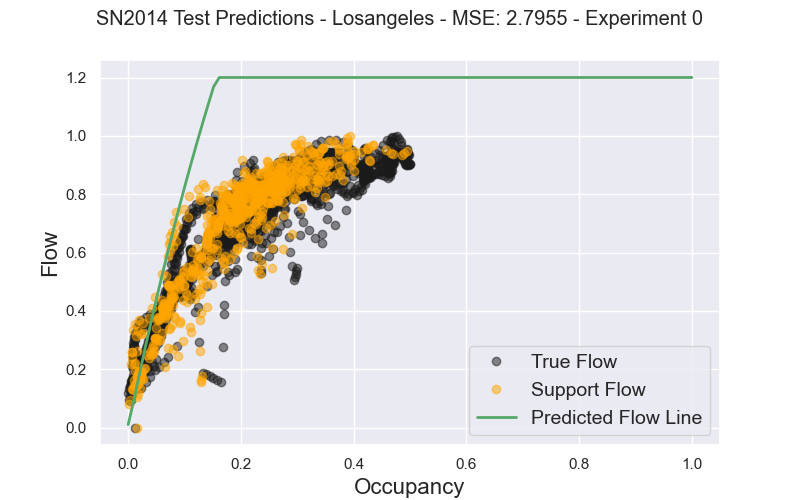 SN2014 Test Predictions - Losangeles - MSE: 2.7955 - Experiment 0
1.2
1.0
0.8
0.6
0.4
0.2
0.0
Flow
True Flow
Support Flow
Predicted Flow Line
0.0 0.2 0.4 0.6 0.8 1.0
Occupancy